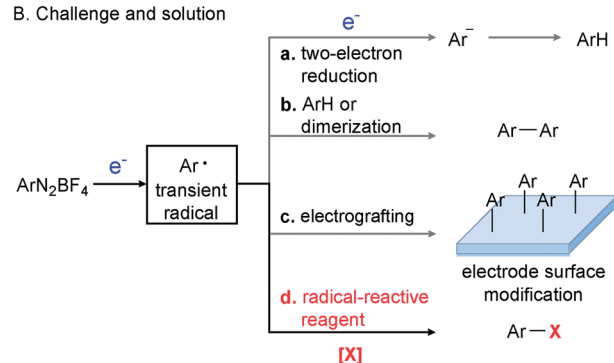 B. Challenge and solution
e⁻
a. two-electron
reduction
Ar⁻
ArH
b. ArH or
dimerization
Ar—Ar
ArN₂BF₄
e⁻
Ar •
transient
radical
c. electrografting
Ar
Ar
Ar
Ar
electrode surface
modification
d. radical-reactive
reagent
[X]
Ar—X